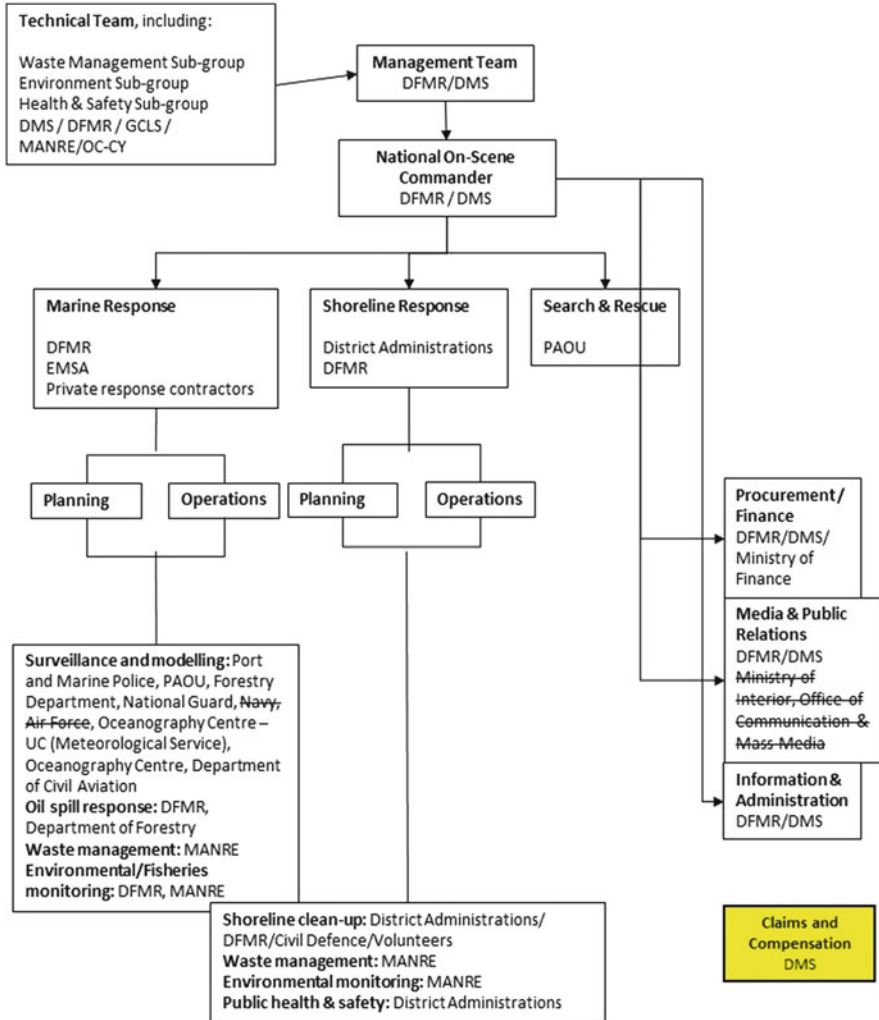 Technical Team, including:
Waste Management Sub-group
Environment Sub-group
Health & Safety Sub-group
DMS / DFMR / GCLS /
MANRE/OC-CY
Management Team
DFMR/DMS
National On-Scene
Commander
DFMR / DMS
Marine Response
DFMR
EMSA
Private response contractors
Shoreline Response
District Administrations
DFMR
Search & Rescue
PAOU
Planning
Operations
Planning
Operations
Procurement/
Finance
DFMR/DMS/
Ministry of
Finance
Media & Public
Relations
DFMR/DMS
Ministry of
Interior, Office of
Communication &
Mass Media
Information &
Administration
DFMR/DMS
Surveillance and modelling: Port
and Marine Police, PAOU, Forestry
Department, National Guard, Navy,
Air Force, Oceanography Centre –
UC (Meteorological Service),
Oceanography Centre, Department
of Civil Aviation
Oil spill response: DFMR,
Department of Forestry
Waste management: MANRE
Environmental/Fisheries
monitoring: DFMR, MANRE
Shoreline clean-up: District Administrations/
DFMR/Civil Defence/Volunteers
Waste management: MANRE
Environmental monitoring: MANRE
Public health & safety: District Administrations
Claims and
Compensation
DMS